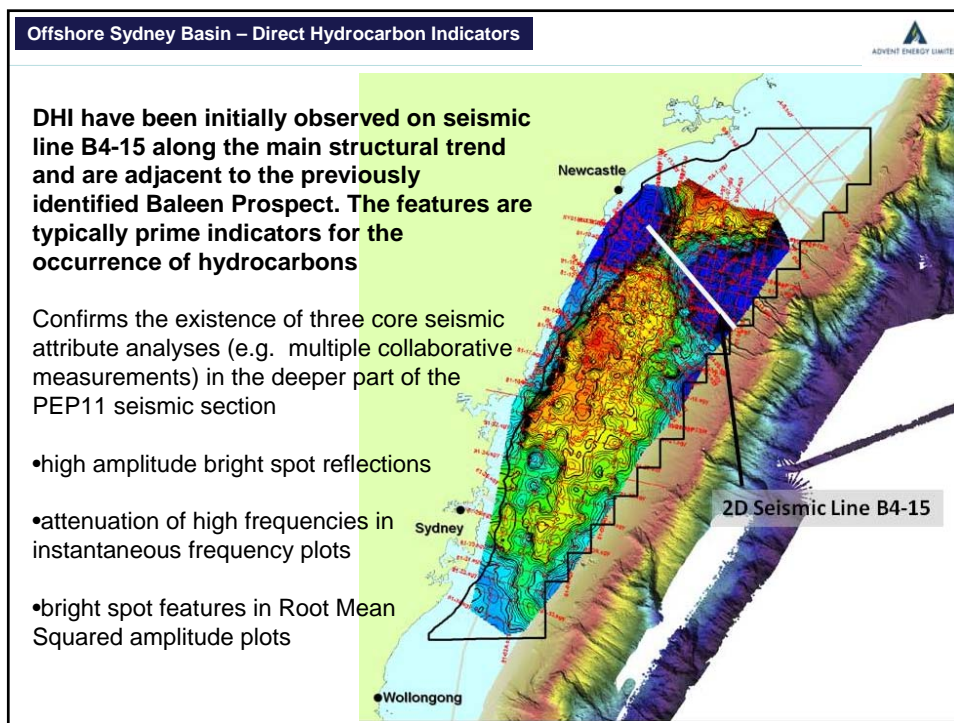 Offshore Sydney Basin – Direct Hydrocarbon Indicators
ADVENT ENERGY LIMITED
DHI have been initially observed on seismic
line B4-15 along the main structural trend
and are adjacent to the previously
identified Baleen Prospect. The features are
typically prime indicators for the
occurrence of hydrocarbons
Confirms the existence of three core seismic
attribute analyses (e.g. multiple collaborative
measurements) in the deeper part of the
PEP11 seismic section
•high amplitude bright spot reflections
•attenuation of high frequencies in
instantaneous frequency plots
•bright spot features in Root Mean
Squared amplitude plots
Newcastle
2D Seismic Line B4-15
Sydney
Wollongong